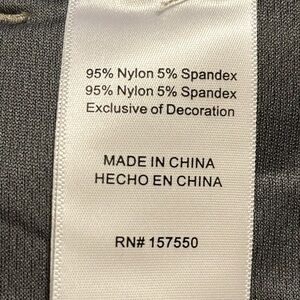 95% Nylon 5% Spandex
95% Nylon 5% Spandex
Exclusive of Decoration
MADE IN CHINA
HECHO EN CHINA
RN# 157550